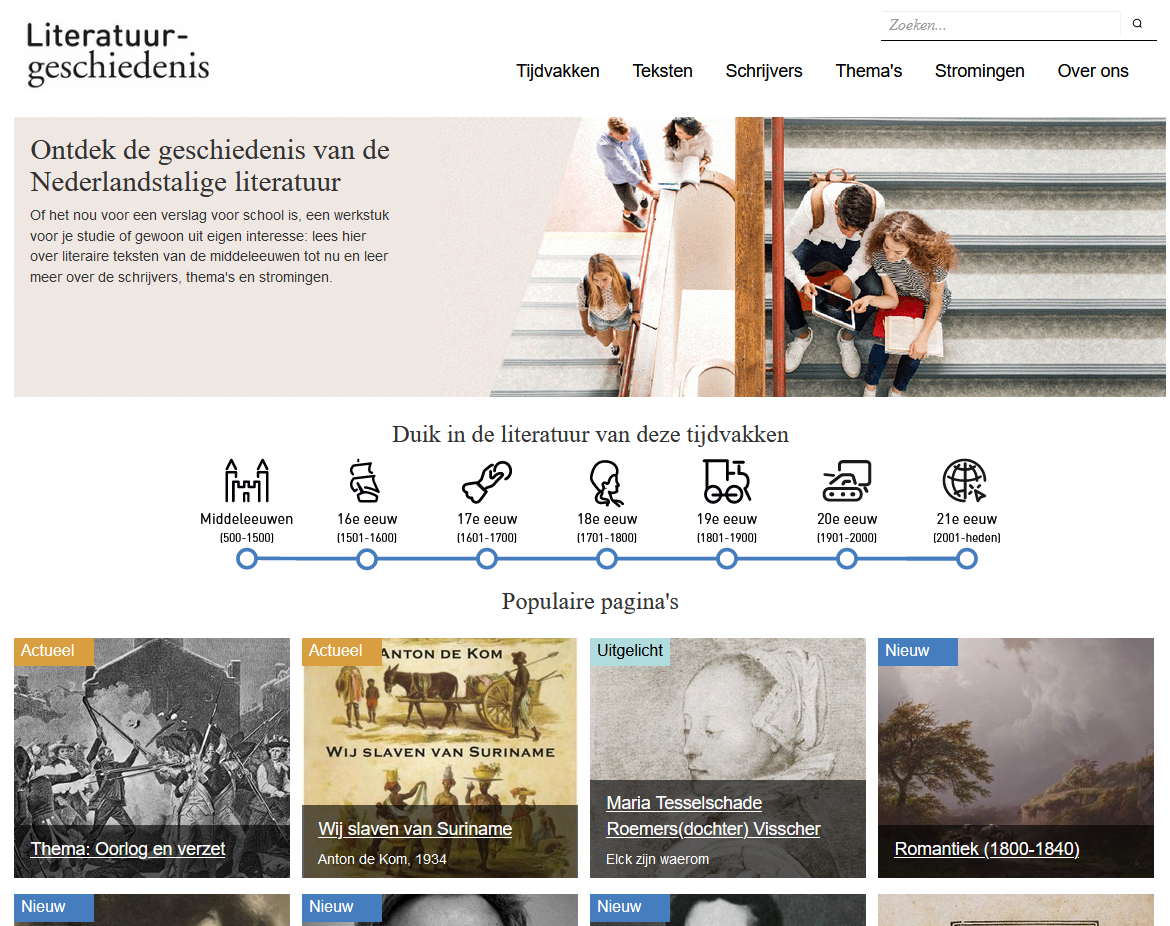 Literatuur-
geschiedenis
Zoeken...
Tijdvakken Teksten Schrijvers Thema's Stromingen Over ons
Ontdek de geschiedenis van de
Nederlandstalige literatuur
Of het nou voor een verslag voor school is, een werkstuk
voor je studie of gewoon uit eigen interesse: lees hier
over literaire teksten van de middeleeuwen tot nu en leer
meer over de schrijvers, thema's en stromingen.
Duik in de literatuur van deze tijdvakken
Middeleeuwen 16e eeuw 17e eeuw 18e eeuw 19e eeuw 20e eeuw 21e eeuw
(500-1500) (1501-1600) (1601-1700) (1701-1800) (1801-1900) (1901-2000) (2001-heden)
Populaire pagina's
Actueel
Thema: Oorlog en verzet
Actueel
ANTON DE KOM
WIJ SLAVEN VAN SURINAME
Wij slaven van Suriname
Anton de Kom, 1934
Uitgelicht
Maria Tesselschade
Roemers(dochter) Visscher
Elck zijn waerom
Nieuw
Romantiek (1800-1840)
Nieuw
Nieuw
Nieuw